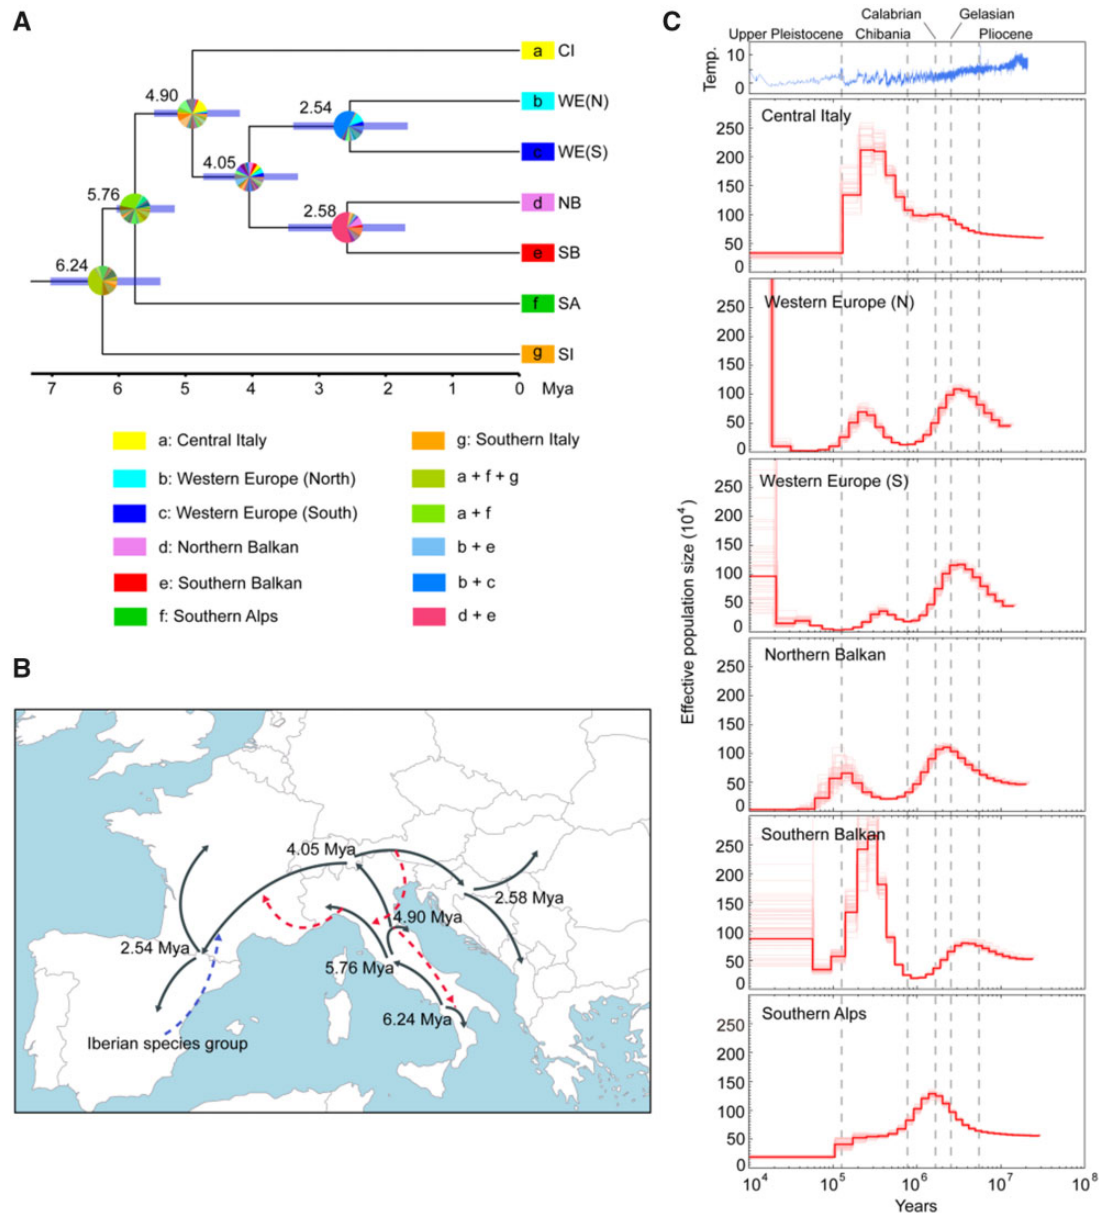 A
4.90
2.54
4.05
5.76
2.58
6.24
a CI
b WE(N)
c WE(S)
d NB
e SB
f SA
g SI
7 6 5 4 3 2 1 0 Mya
a: Central Italy
b: Western Europe (North)
c: Western Europe (South)
d: Northern Balkan
e: Southern Balkan
f: Southern Alps
g: Southern Italy
a + f + g
a + f
b + e
b + c
d + e
B
4.05 Mya
2.58 Mya
4.90 Mya
2.54 Mya
5.76 Mya
6.24 Mya
Iberian species group
C
Calabrian Gelasian
Upper Pleistocene Chibania Pliocene
Temp.
10
0
Effective population size (10⁴)
Central Italy
250
200
150
100
50
0
Western Europe (N)
250
200
150
100
50
0
Western Europe (S)
250
200
150
100
50
0
Northern Balkan
250
200
150
100
50
0
Southern Balkan
250
200
150
100
50
0
Southern Alps
250
200
150
100
50
0
10⁴ 10⁵ 10⁶ 10⁷ 10⁸
Years